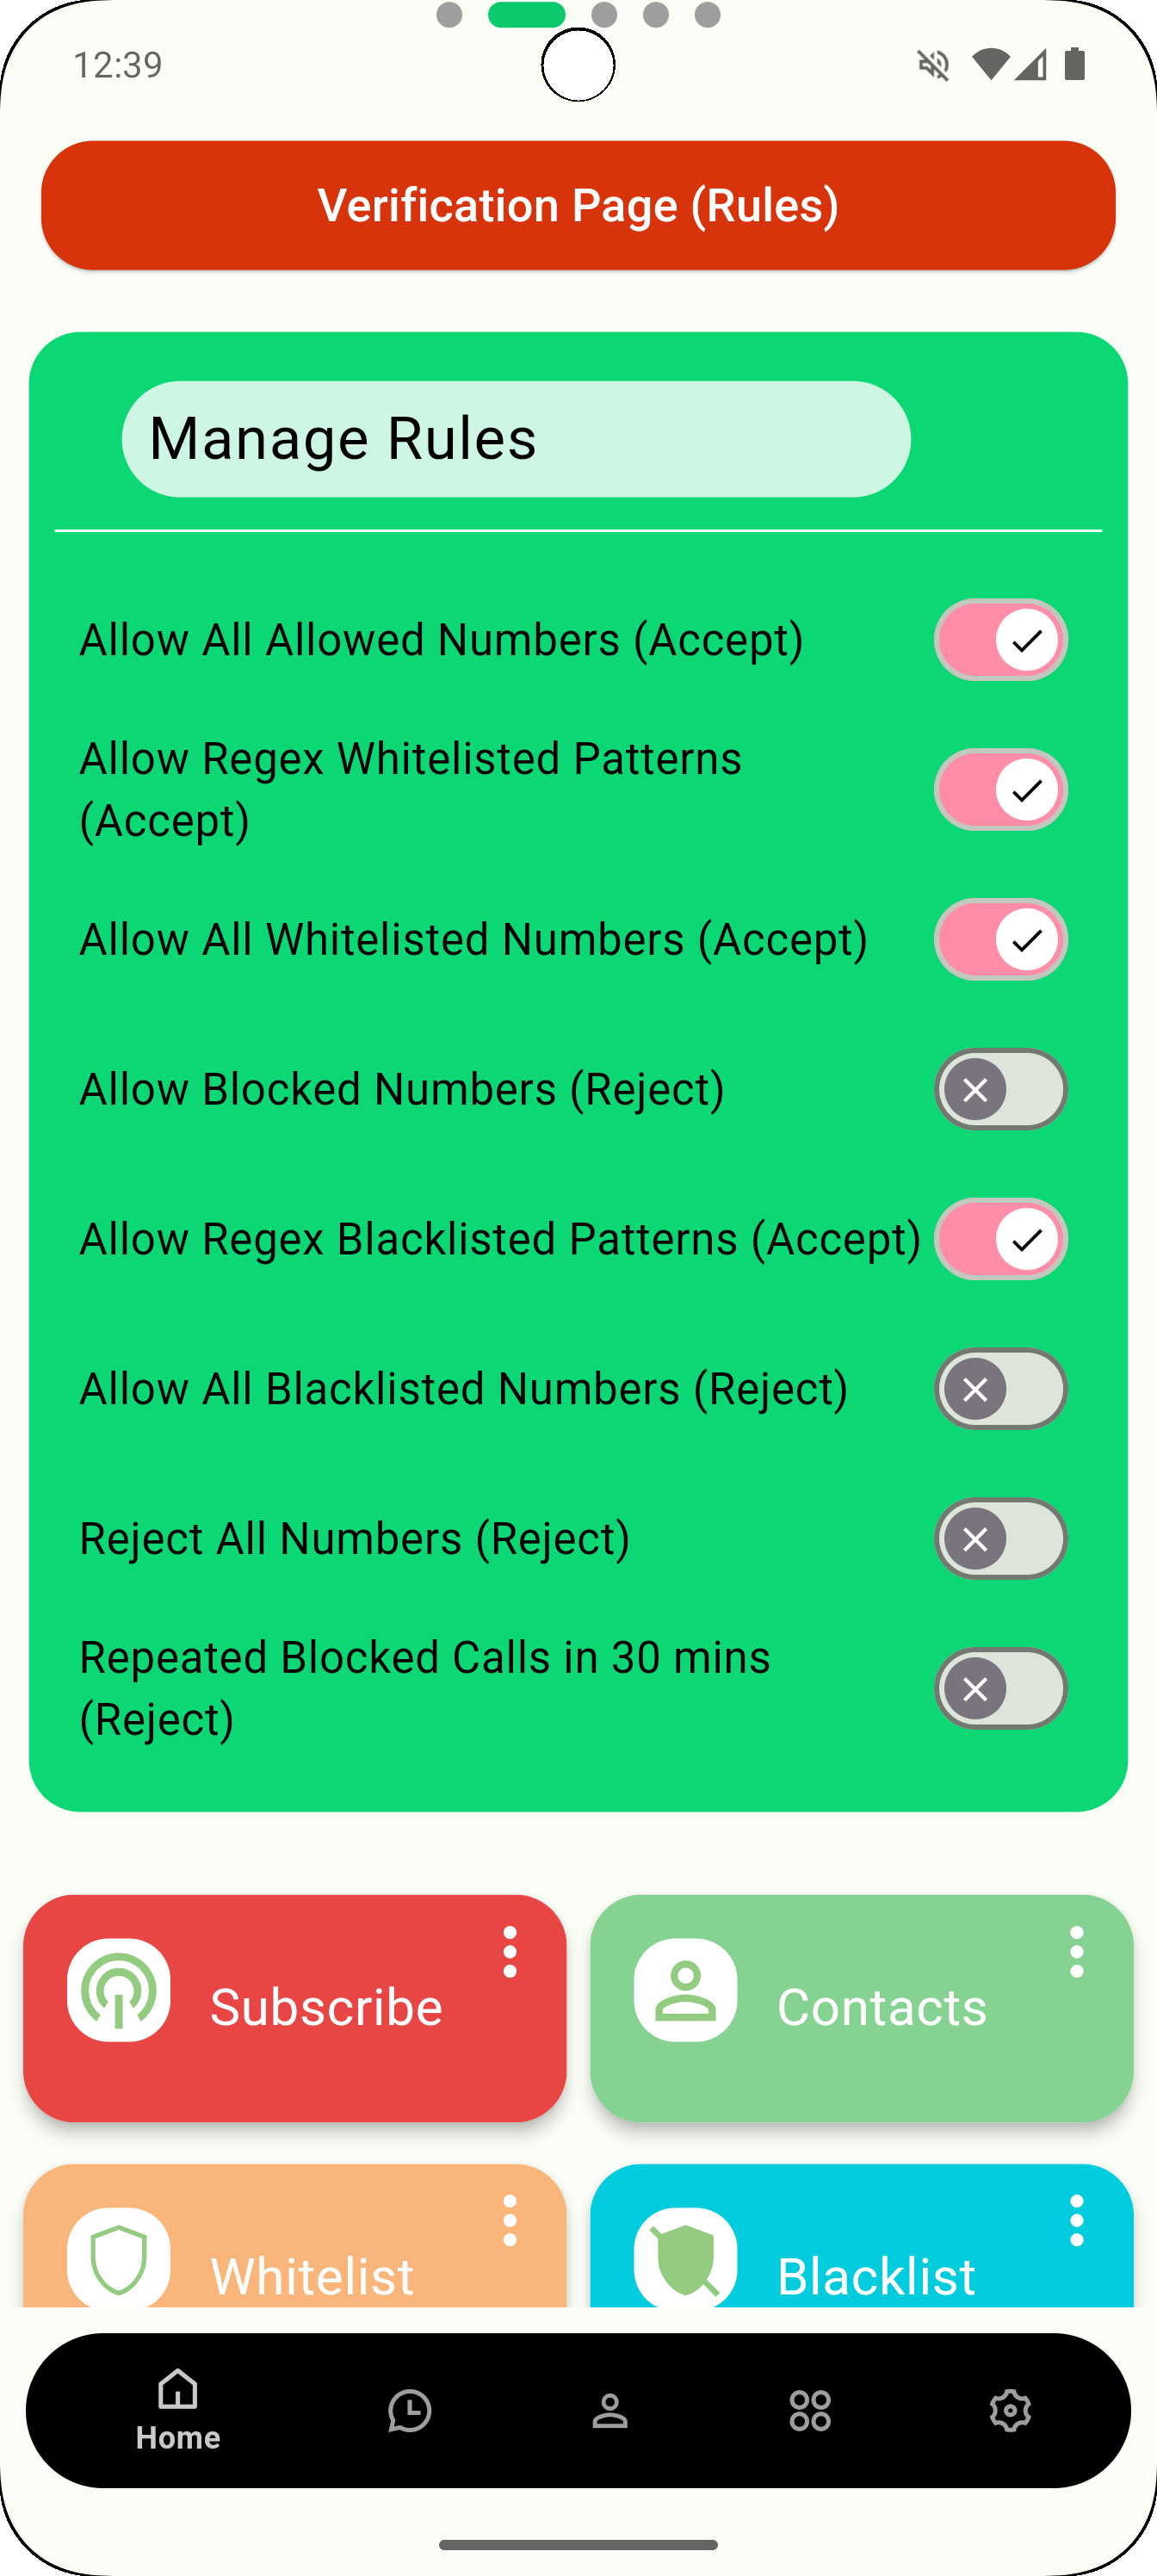 12:39
Verification Page (Rules)
Manage Rules
Allow All Allowed Numbers (Accept)
Allow Regex Whitelisted Patterns
(Accept)
Allow All Whitelisted Numbers (Accept)
Allow Blocked Numbers (Reject)
Allow Regex Blacklisted Patterns (Accept)
Allow All Blacklisted Numbers (Reject)
Reject All Numbers (Reject)
Repeated Blocked Calls in 30 mins
(Reject)
Subscribe
Contacts
Whitelist
Blacklist
Home